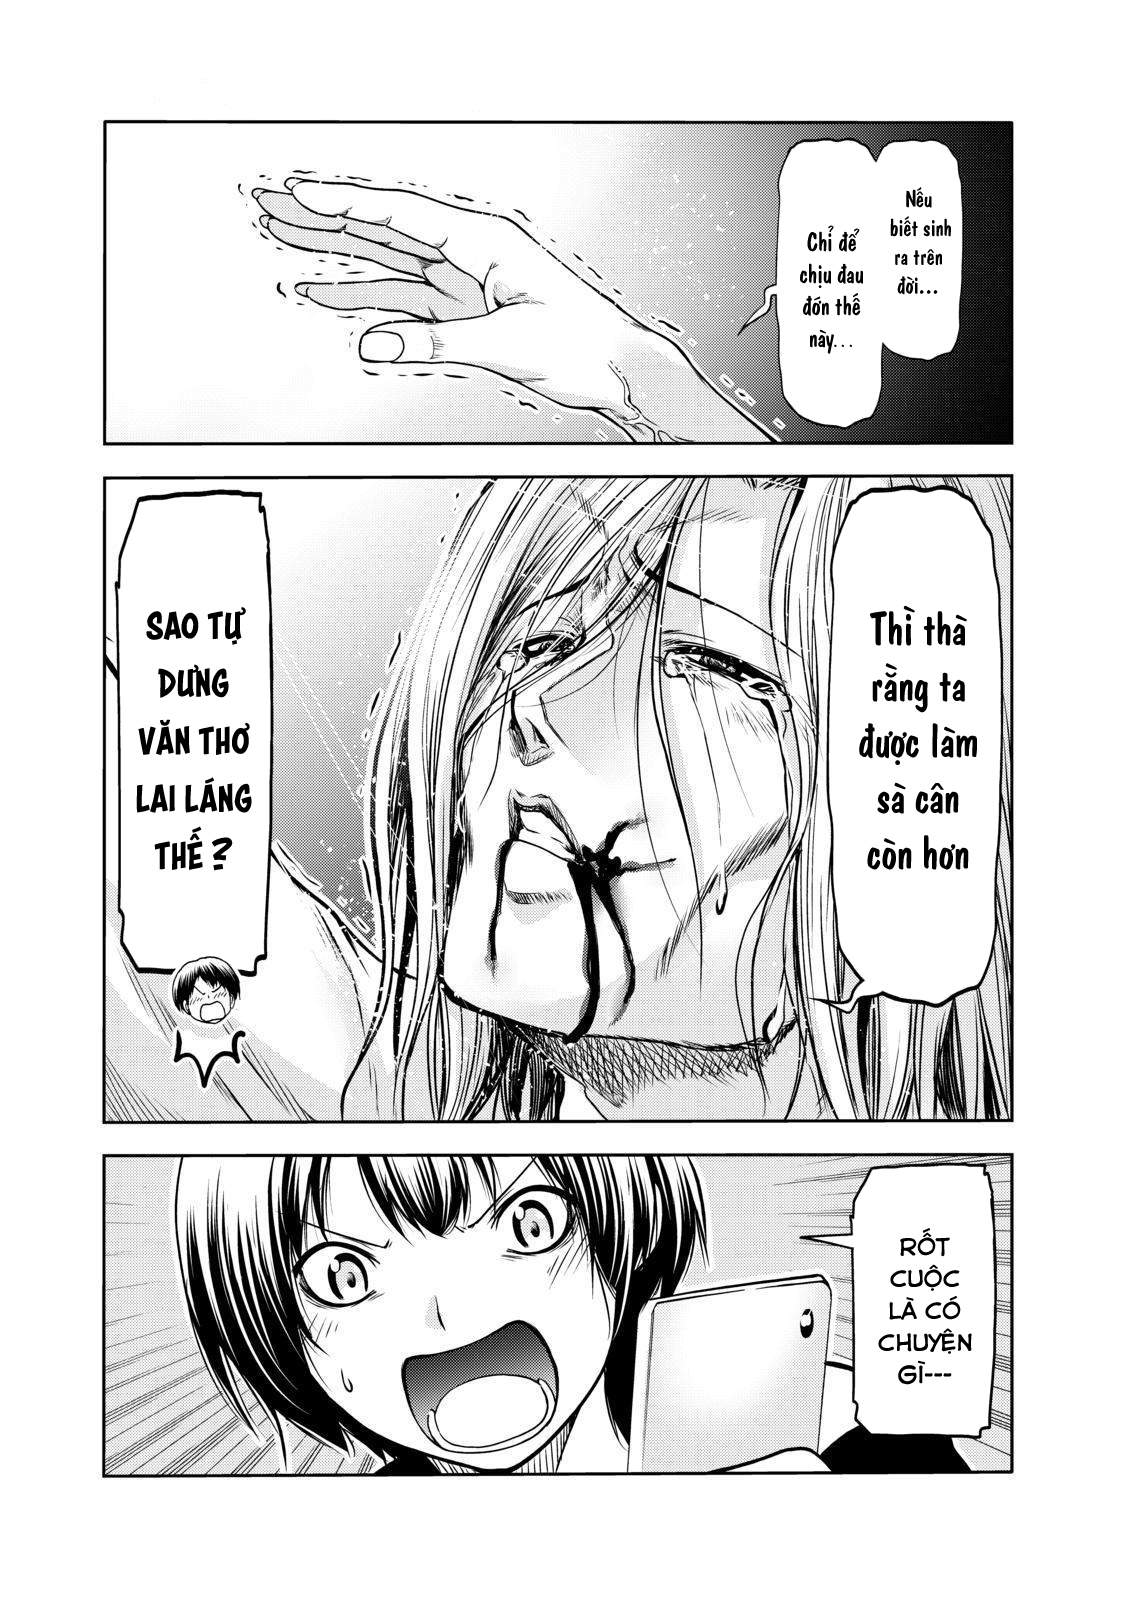 Nếu
biết sinh
ra trên
đời...
Chỉ để
chịu đau
đớn thế
này...
Thì thà
rằng ta
được làm
sà cân
còn hơn
SAO TỰ
DƯNG
VĂN THƠ
LAI LÁNG
THẾ?
RỐT
CUỘC
LÀ CÓ
CHUYỆN
GÌ---